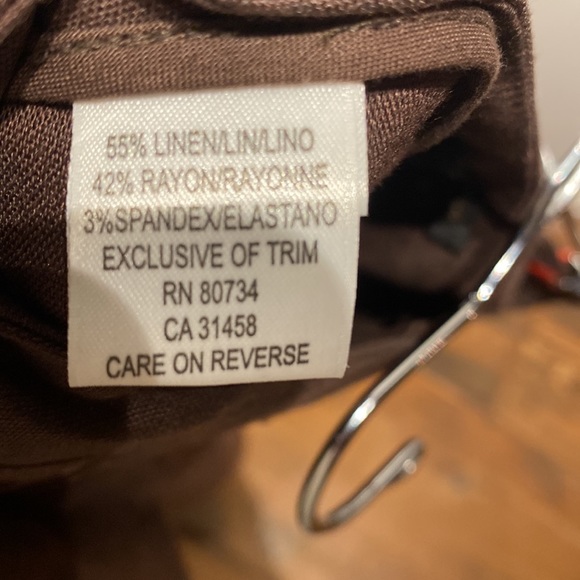 55% LINEN/LIN/LINO
42% RAYON/RAYONNE
3%SPANDEX/ELASTANO
EXCLUSIVE OF TRIM
RN 80734
CA 31458
CARE ON REVERSE